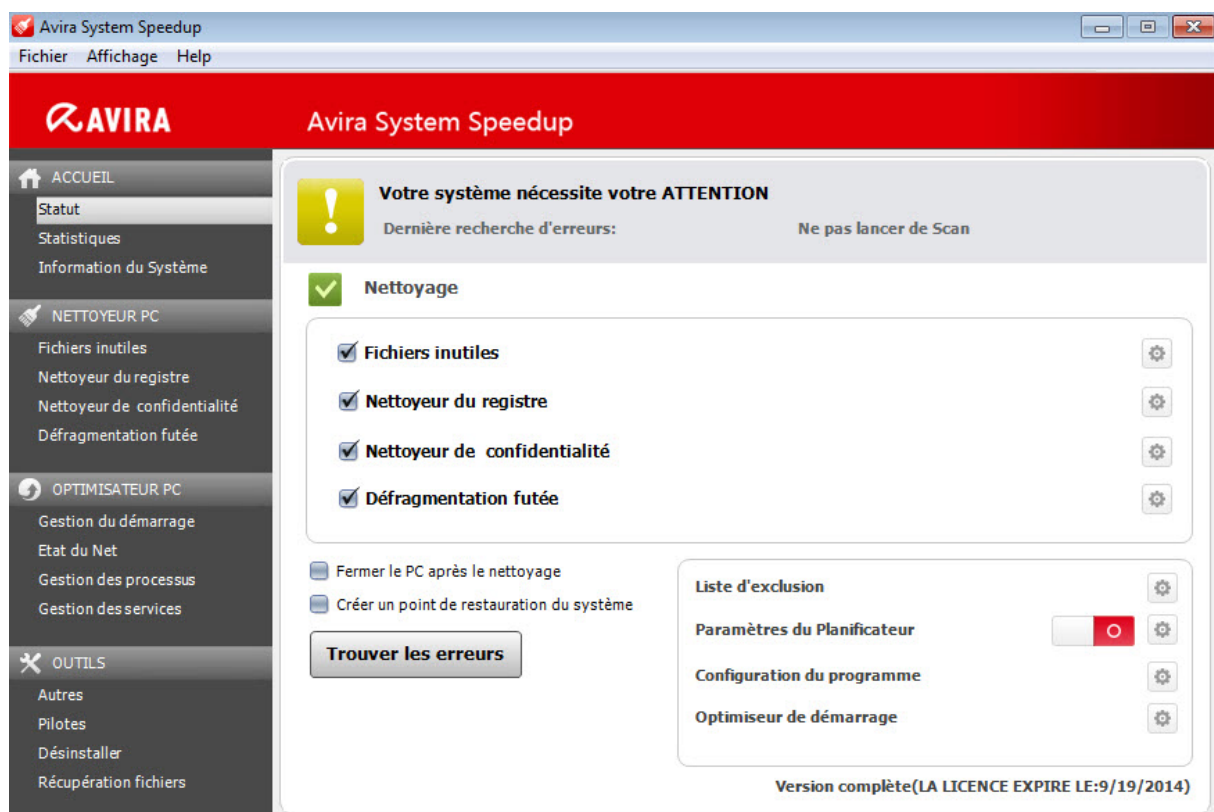 Avira System Speedup
Fichier Affichage Help
AVIRA
Avira System Speedup
ACCUEIL
Statut
Statistiques
Information du Système
NETTOYEUR PC
Fichiers inutiles
Nettoyeur du registre
Nettoyeur de confidentialité
Défragmentation futée
OPTIMISATEUR PC
Gestion du démarrage
Etat du Net
Gestion des processus
Gestion des services
OUTILS
Autres
Pilotes
Désinstaller
Récupération fichiers
Votre système nécessite votre ATTENTION
Dernière recherche d'erreurs: Ne pas lancer de Scan
Nettoyage
Fichiers inutiles
Nettoyeur du registre
Nettoyeur de confidentialité
Défragmentation futée
Fermer le PC après le nettoyage
Créer un point de restauration du système
Trouver les erreurs
Liste d'exclusion
Paramètres du Planificateur
Configuration du programme
Optimiseur de démarrage
Version complète(LA LICENCE EXPIRE LE:9/19/2014)